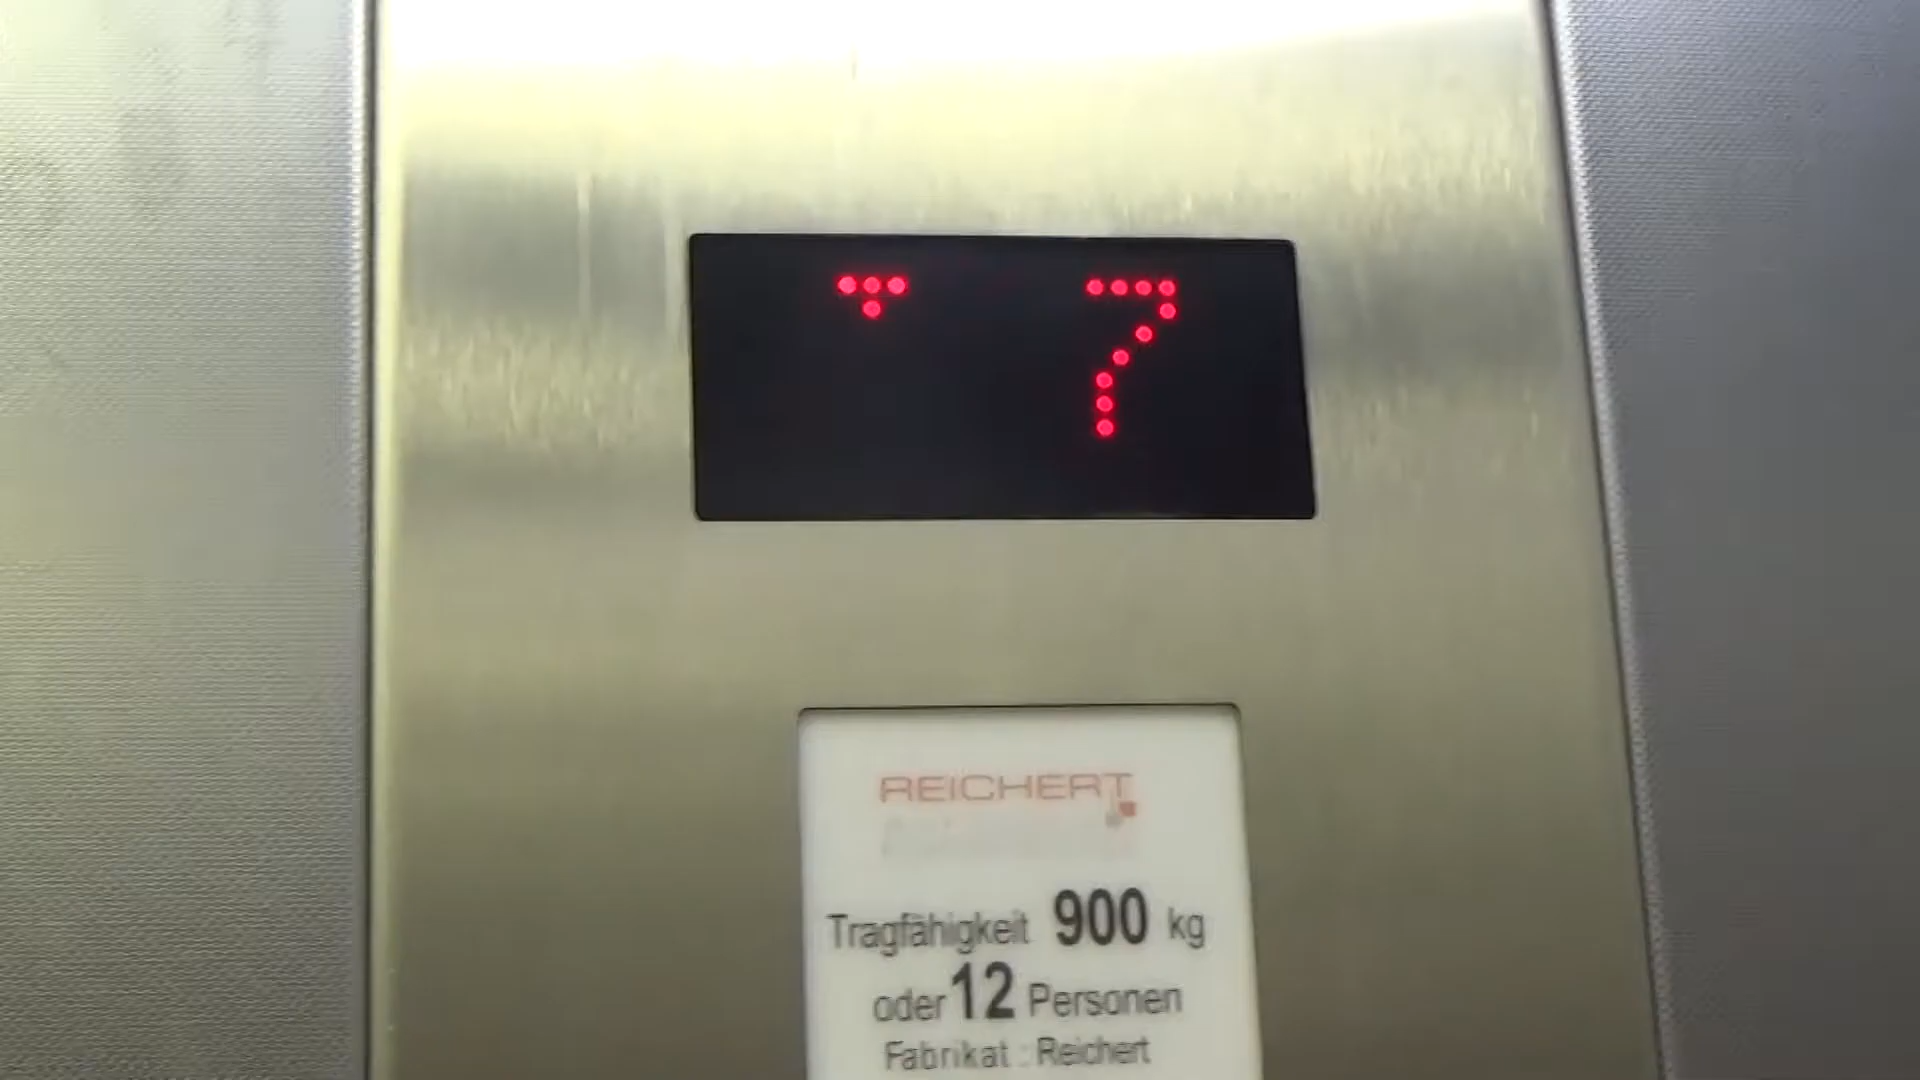 7
REICHERT
Tragfähigkeit 900 kg
oder 12 Personen
Fabrikat : Reichert